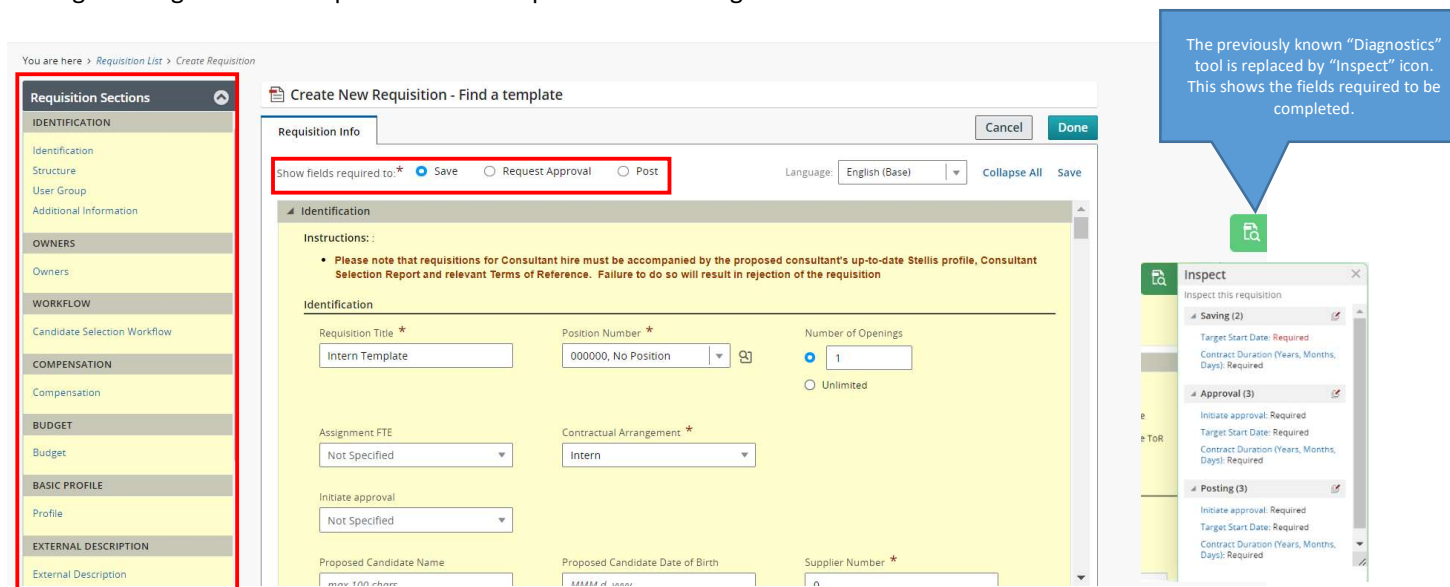 The previously known “Diagnostics”
tool is replaced by “Inspect” icon.
This shows the fields required to be
completed.
You are here > Requisition List > Create Requisition
Requisition Sections
IDENTIFICATION
Identification
Structure
User Group
Additional Information
OWNERS
Owners
WORKFLOW
Candidate Selection Workflow
COMPENSATION
Compensation
BUDGET
Budget
BASIC PROFILE
Profile
EXTERNAL DESCRIPTION
External Description
Create New Requisition - Find a template
Requisition Info
Cancel Done
Show fields required to:* Save Request Approval Post
Language: English (Base) Collapse All Save
Identification
Instructions: :
• Please note that requisitions for Consultant hire must be accompanied by the proposed consultant's up-to-date Stellis profile, Consultant
Selection Report and relevant Terms of Reference. Failure to do so will result in rejection of the requisition
Identification
Requisition Title * Position Number * Number of Openings
Intern Template 000000, No Position 1
Unlimited
Assignment FTE Contractual Arrangement *
Not Specified Intern
Initiate approval
Not Specified
Proposed Candidate Name Proposed Candidate Date of Birth Supplier Number *
max 100 chars MMM d, yyyy 0
Inspect
Inspect this requisition
Saving (2)
Target Start Date: Required
Contract Duration (Years, Months,
Days): Required
Approval (3)
Initiate approval: Required
Target Start Date: Required
Contract Duration (Years, Months,
Days): Required
Posting (3)
Initiate approval: Required
Target Start Date: Required
Contract Duration (Years, Months,
Days): Required
e
e ToR